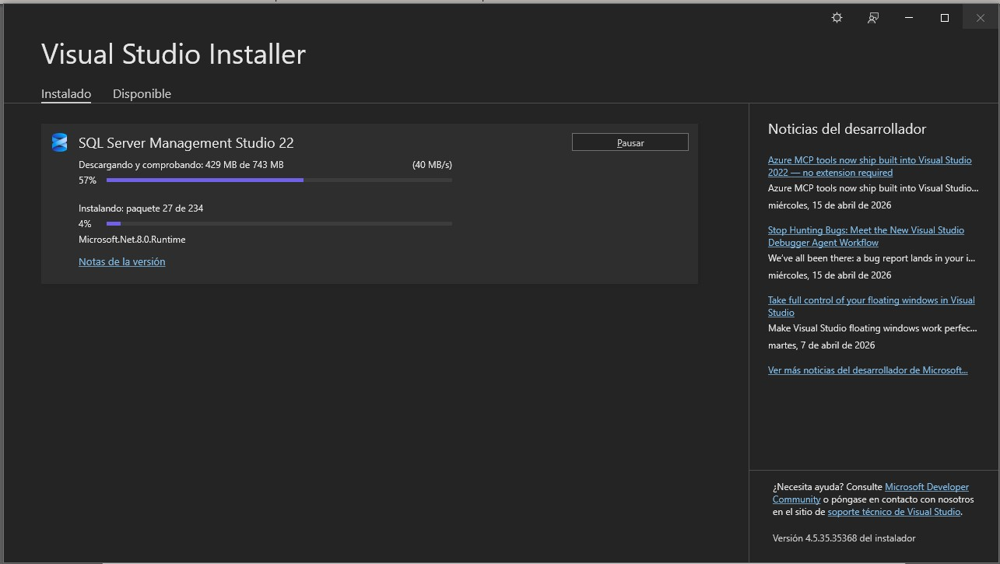 Visual Studio Installer
Instalado
Disponible
SQL Server Management Studio 22
Pausar
Descargando y comprobando: 429 MB de 743 MB
(40 MB/s)
57%
Instalando: paquete 27 de 234
4%
Microsoft.Net.8.0.Runtime
Notas de la versión
Noticias del desarrollador
Azure MCP tools now ship built into Visual Studio
2022 — no extension required
Azure MCP tools now ship built into Visual Studio...
miércoles, 15 de abril de 2026
Stop Hunting Bugs: Meet the New Visual Studio
Debugger Agent Workflow
We've all been there: a bug report lands in your i...
miércoles, 15 de abril de 2026
Take full control of your floating windows in Visual
Studio
Make Visual Studio floating windows work perfec...
martes, 7 de abril de 2026
Ver más noticias del desarrollador de Microsoft...
¿Necesita ayuda? Consulte Microsoft Developer
Community o póngase en contacto con nosotros
en el sitio de soporte técnico de Visual Studio.
Versión 4.5.35.35368 del instalador